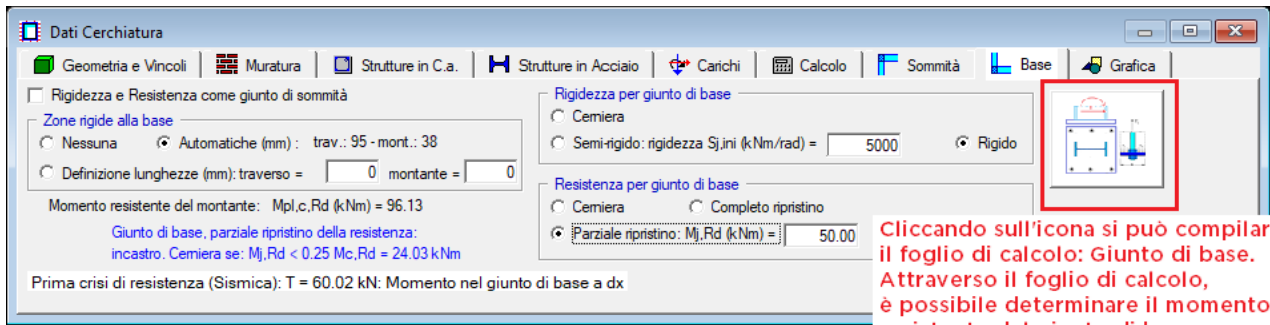 Dati Cerchiatura
Geometria e Vincoli Muratura Strutture in C.a. Strutture in Acciaio Carichi Calcolo Sommità Base Grafica
Rigidezza e Resistenza come giunto di sommità
Zone rigide alla base
Nessuna Automatiche (mm) : trav.: 95 - mont.: 38
Definizione lunghezze (mm): traverso = 0 montante = 0
Momento resistente del montante: Mpl,c,Rd (kNm) = 96.13
Giunto di base, parziale ripristino della resistenza:
incastro. Cerniera se: Mj,Rd < 0.25 Mc,Rd = 24.03 kNm
Prima crisi di resistenza (Sismica): T = 60.02 kN: Momento nel giunto di base a dx
Rigidezza per giunto di base
Cerniera
Semi-rigido: rigidezza Sj,ini (kNm/rad) = 5000 Rigido
Resistenza per giunto di base
Cerniera Completo ripristino
Parziale ripristino: Mj,Rd (kNm) = 50.00
Cliccando sull'icona si può compilar
il foglio di calcolo: Giunto di base.
Attraverso il foglio di calcolo,
è possibile determinare il momento